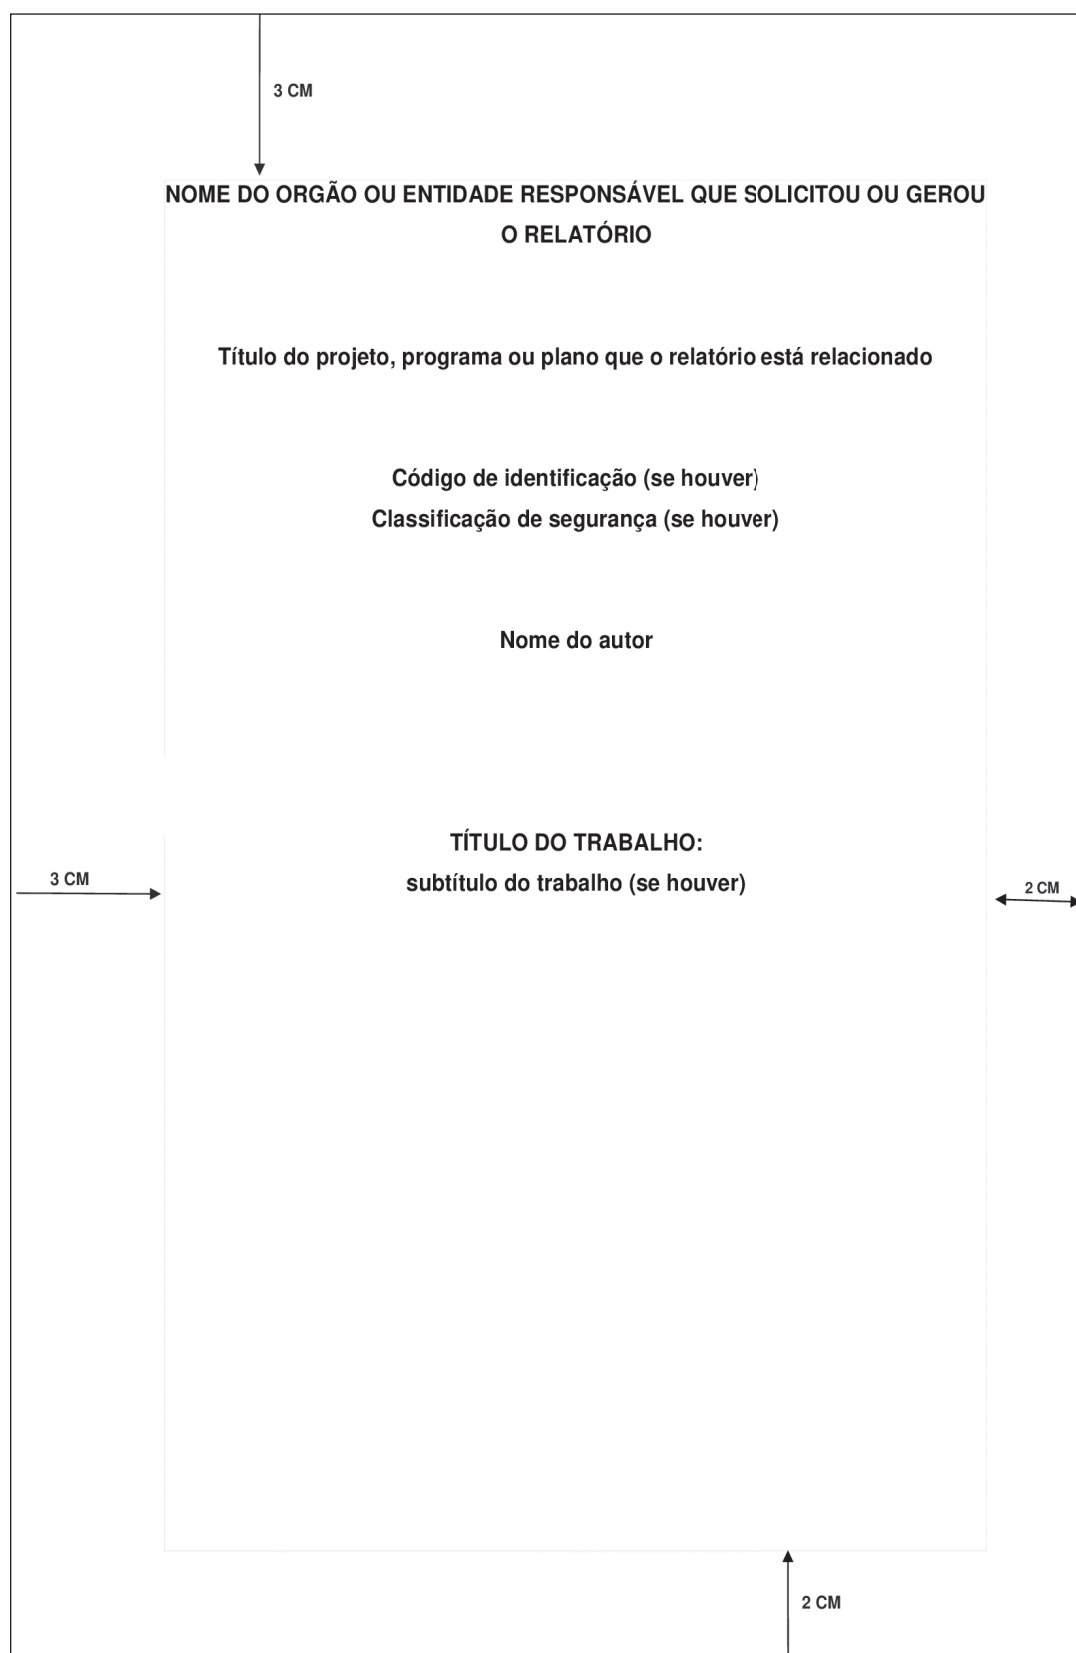 3 CM
NOME DO ORGÃO OU ENTIDADE RESPONSÁVEL QUE SOLICITOU OU GEROU
O RELATÓRIO
Título do projeto, programa ou plano que o relatório está relacionado
Código de identificação (se houver)
Classificação de segurança (se houver)
Nome do autor
TÍTULO DO TRABALHO:
3 CM
subtítulo do trabalho (se houver)
2 CM
2 CM